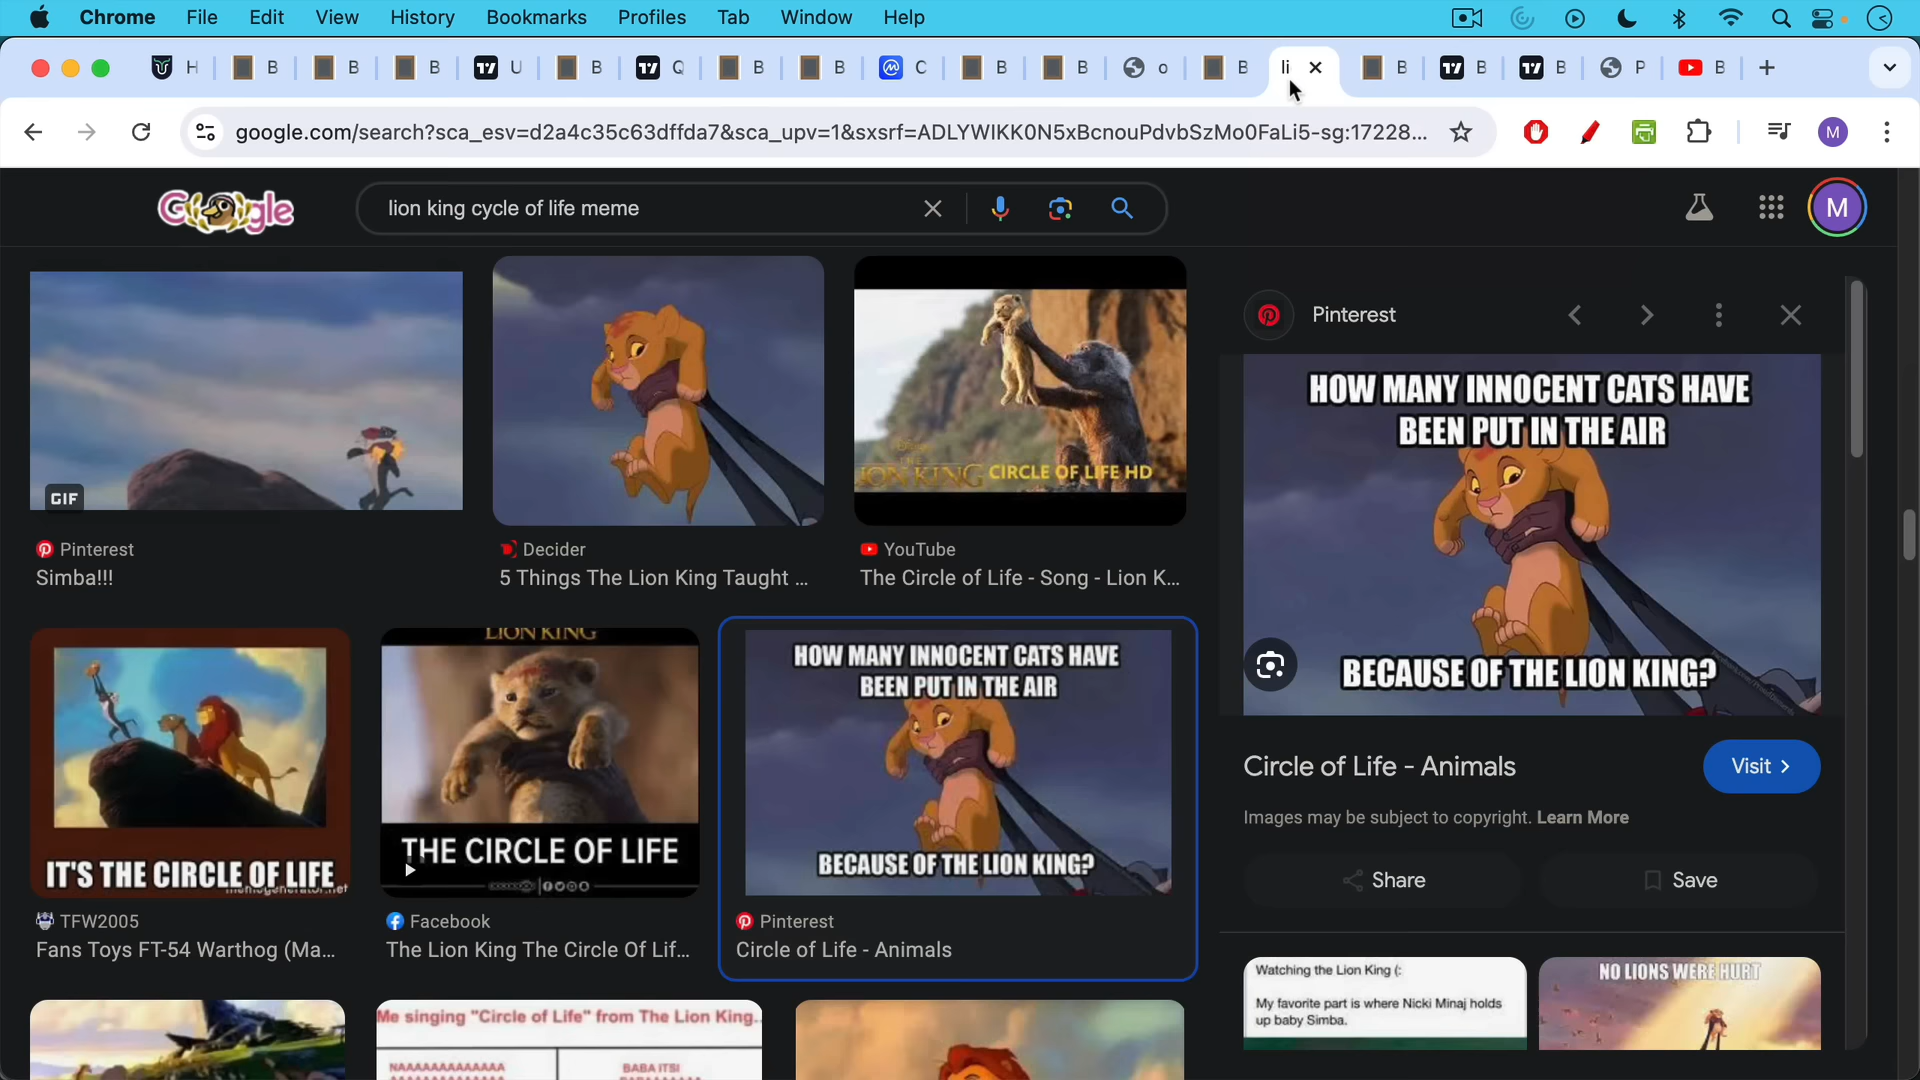 Chrome File Edit View History Bookmarks Profiles Tab Window Help
H B B B U B Q B B C B B o B li B B B P B
google.com/search?sca_esv=d2a4c35c63dffda7&sca_upv=1&sxsrf=ADLYWIKK0N5xBcnouPdvbSzMo0FaLi5-sg:17228...
M
Google
lion king cycle of life meme
M
GIF
Pinterest
Simba!!!
Decider
5 Things The Lion King Taught ...
LION KING CIRCLE OF LIFE HD
YouTube
The Circle of Life - Song - Lion K...
IT'S THE CIRCLE OF LIFE
memegenerator.net
TFW2005
Fans Toys FT-54 Warthog (Ma...
LION KING
THE CIRCLE OF LIFE
Facebook
The Lion King The Circle Of Lif...
HOW MANY INNOCENT CATS HAVE
BEEN PUT IN THE AIR
BECAUSE OF THE LION KING?
Pinterest
Circle of Life - Animals
Me singing "Circle of Life" from The Lion King..
NAAAAAAAAAAAAA
BABA ITSI
Pinterest
HOW MANY INNOCENT CATS HAVE
BEEN PUT IN THE AIR
BECAUSE OF THE LION KING?
Circle of Life - Animals
Visit
Images may be subject to copyright. Learn More
Share
Save
Watching the Lion King (:
My favorite part is where Nicki Minaj holds
up baby Simba.
NO LIONS WERE HURT